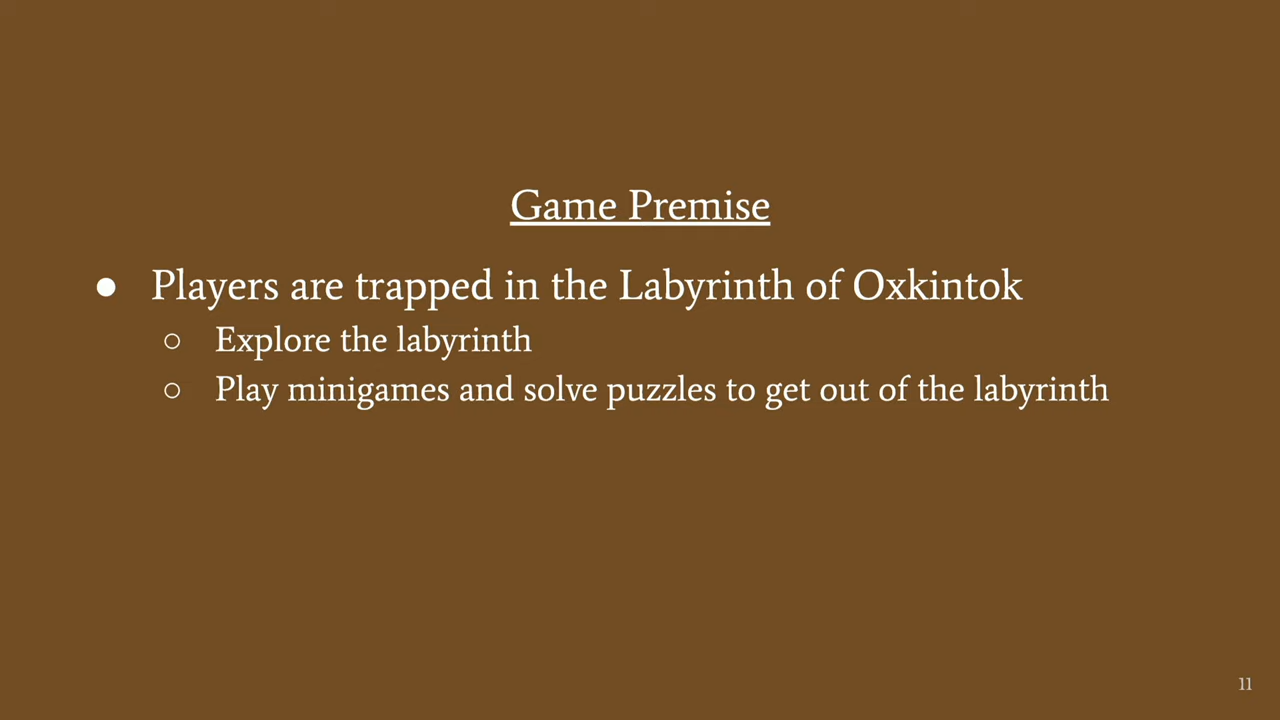 Game Premise
● Players are trapped in the Labyrinth of Oxkintok
○ Explore the labyrinth
○ Play minigames and solve puzzles to get out of the labyrinth
11